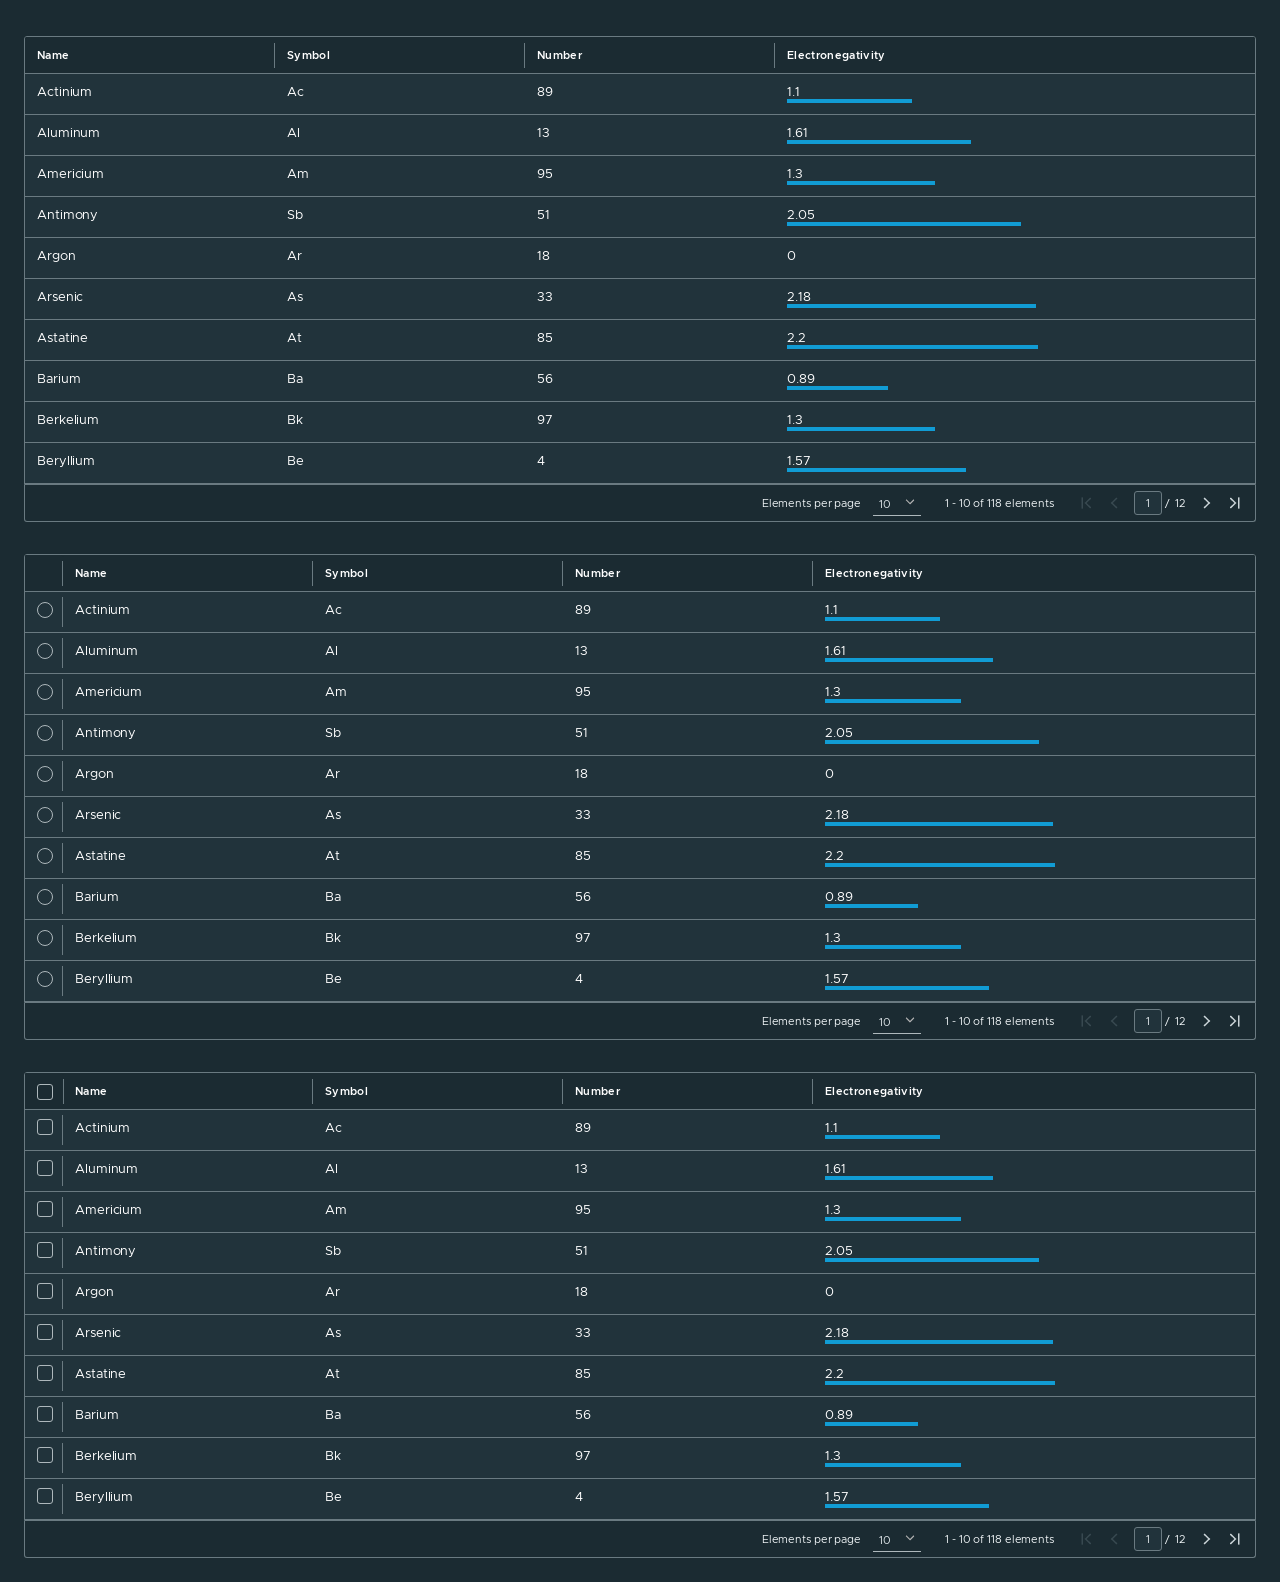 Name Symbol Number Electronegativity
Actinium Ac 89 1.1
Aluminum Al 13 1.61
Americium Am 95 1.3
Antimony Sb 51 2.05
Argon Ar 18 0
Arsenic As 33 2.18
Astatine At 85 2.2
Barium Ba 56 0.89
Berkelium Bk 97 1.3
Beryllium Be 4 1.57
Elements per page 10 1 - 10 of 118 elements 1 / 12
Name Symbol Number Electronegativity
Actinium Ac 89 1.1
Aluminum Al 13 1.61
Americium Am 95 1.3
Antimony Sb 51 2.05
Argon Ar 18 0
Arsenic As 33 2.18
Astatine At 85 2.2
Barium Ba 56 0.89
Berkelium Bk 97 1.3
Beryllium Be 4 1.57
Elements per page 10 1 - 10 of 118 elements 1 / 12
Name Symbol Number Electronegativity
Actinium Ac 89 1.1
Aluminum Al 13 1.61
Americium Am 95 1.3
Antimony Sb 51 2.05
Argon Ar 18 0
Arsenic As 33 2.18
Astatine At 85 2.2
Barium Ba 56 0.89
Berkelium Bk 97 1.3
Beryllium Be 4 1.57
Elements per page 10 1 - 10 of 118 elements 1 / 12